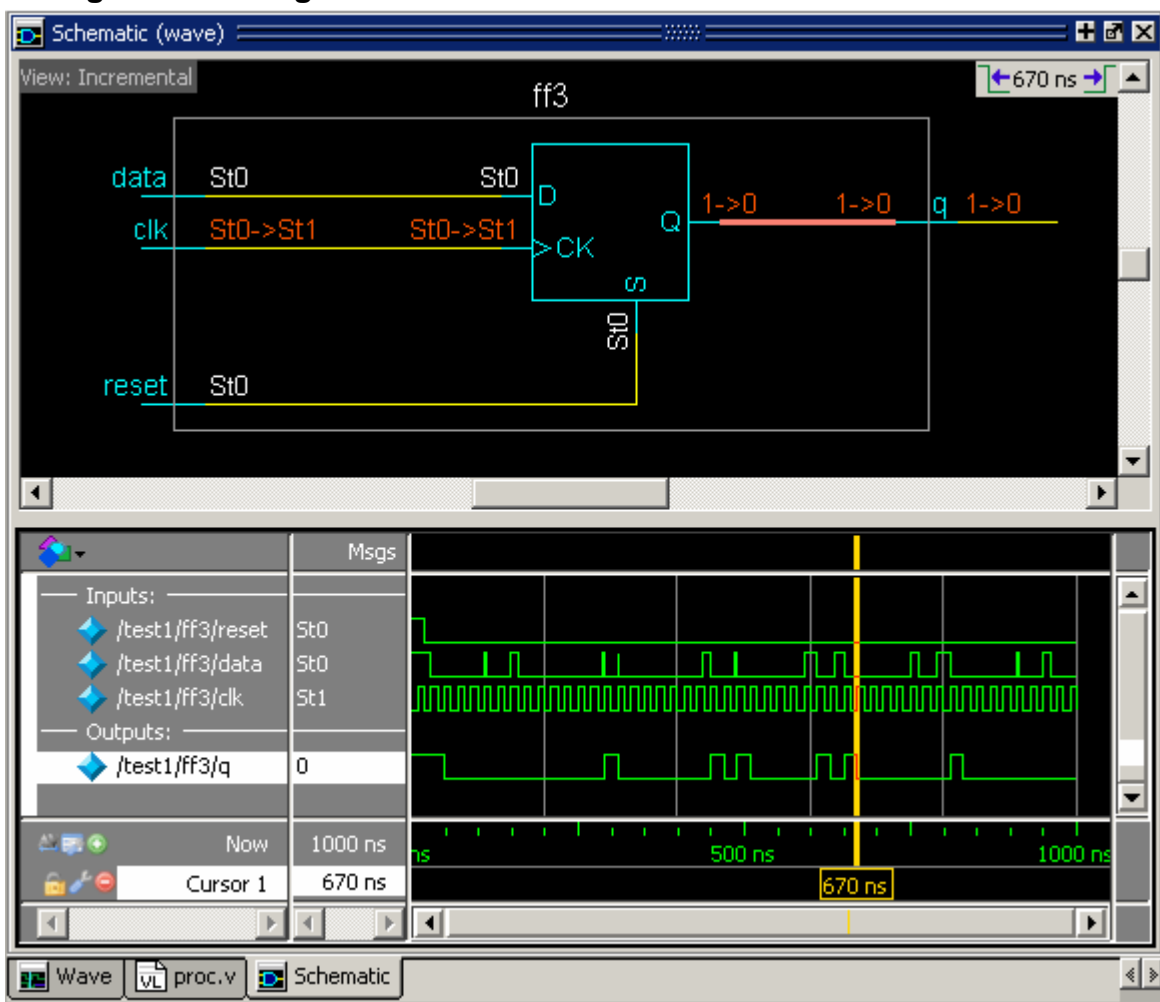 Schematic (wave)
View: Incremental
670 ns
ff3
data St0 St0 D
1->0 1->0 q 1->0
Q
clk St0->St1 St0->St1 CK
S
St0
reset St0
Msgs
Inputs:
/test1/ff3/reset St0
/test1/ff3/data St0
/test1/ff3/clk St1
Outputs:
/test1/ff3/q 0
Now 1000 ns
ns 500 ns 1000 ns
Cursor 1 670 ns 670 ns
Wave VL proc.v Schematic